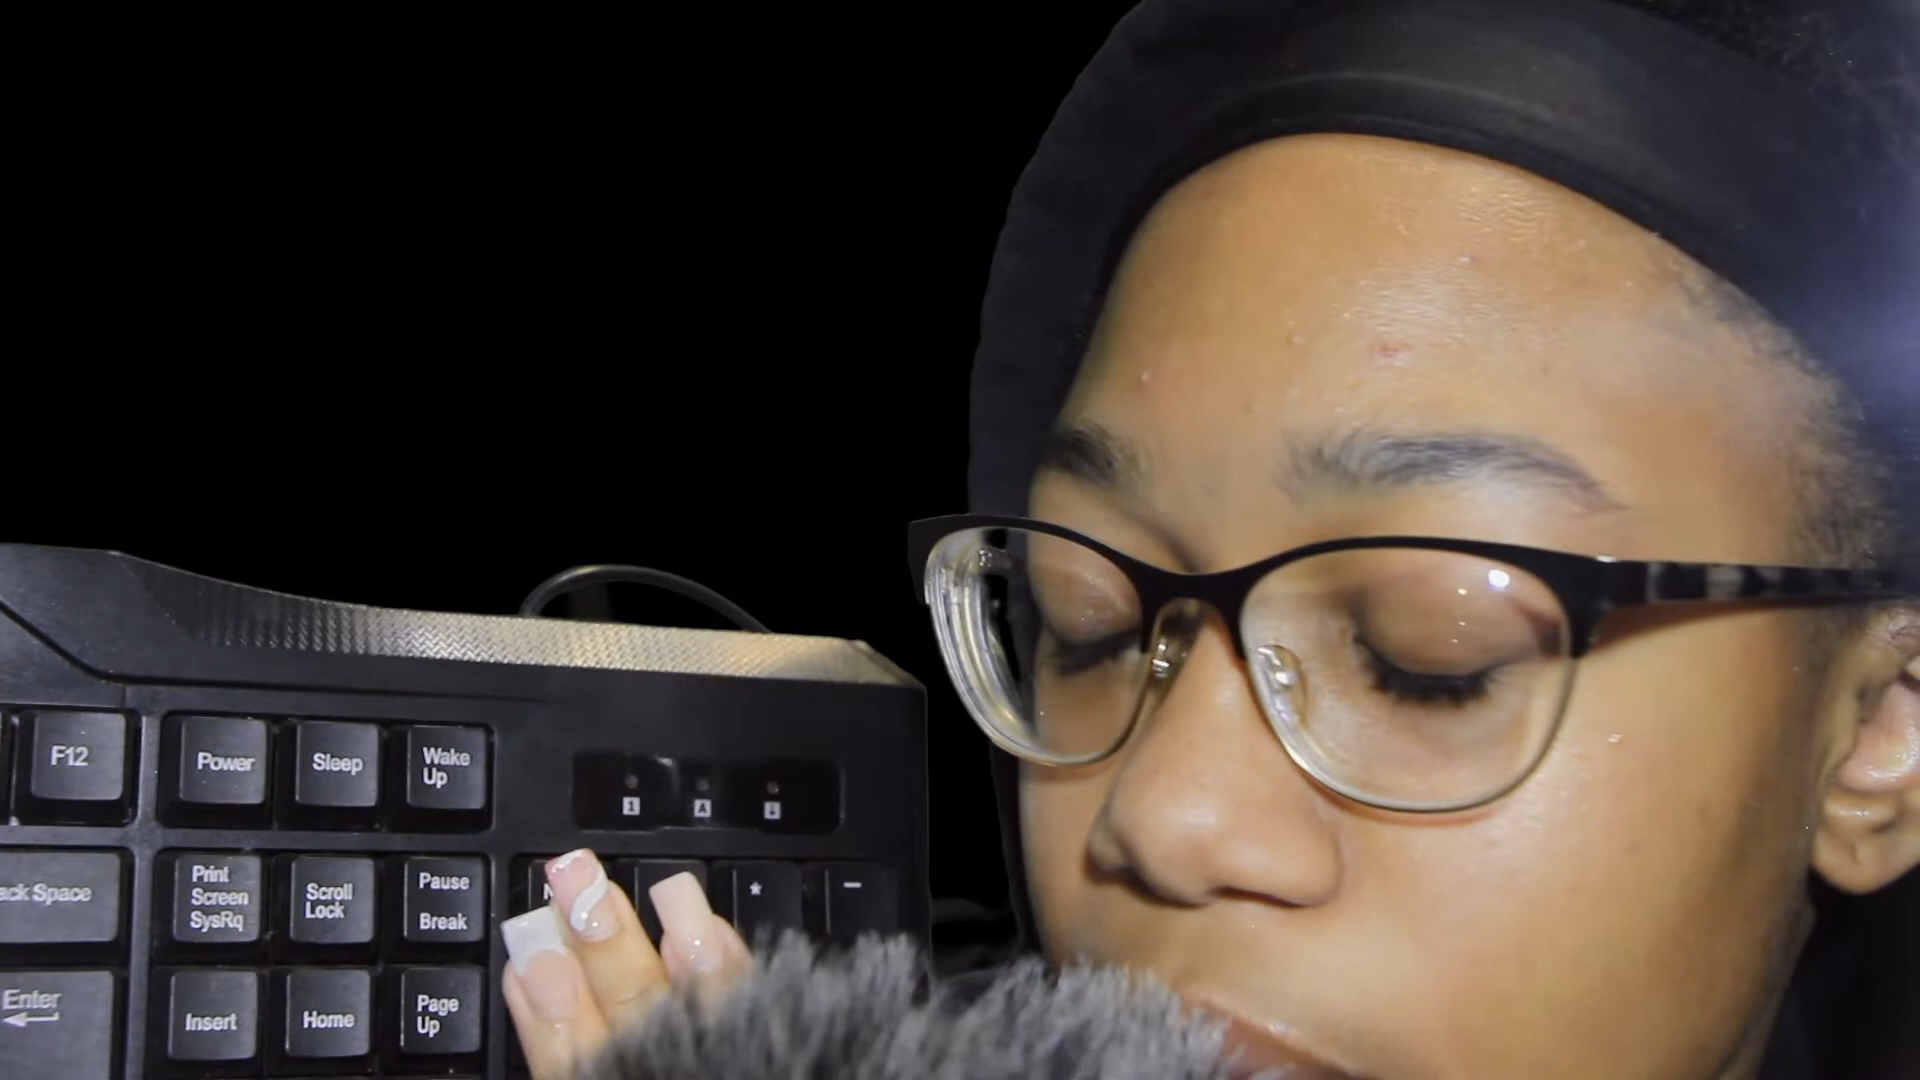 F12
Power
Sleep
Wake
Up
1
A
ack Space
Print
Screen
SysRq
Scroll
Lock
Pause
Break
N
*
-
Enter
Insert
Home
Page
Up